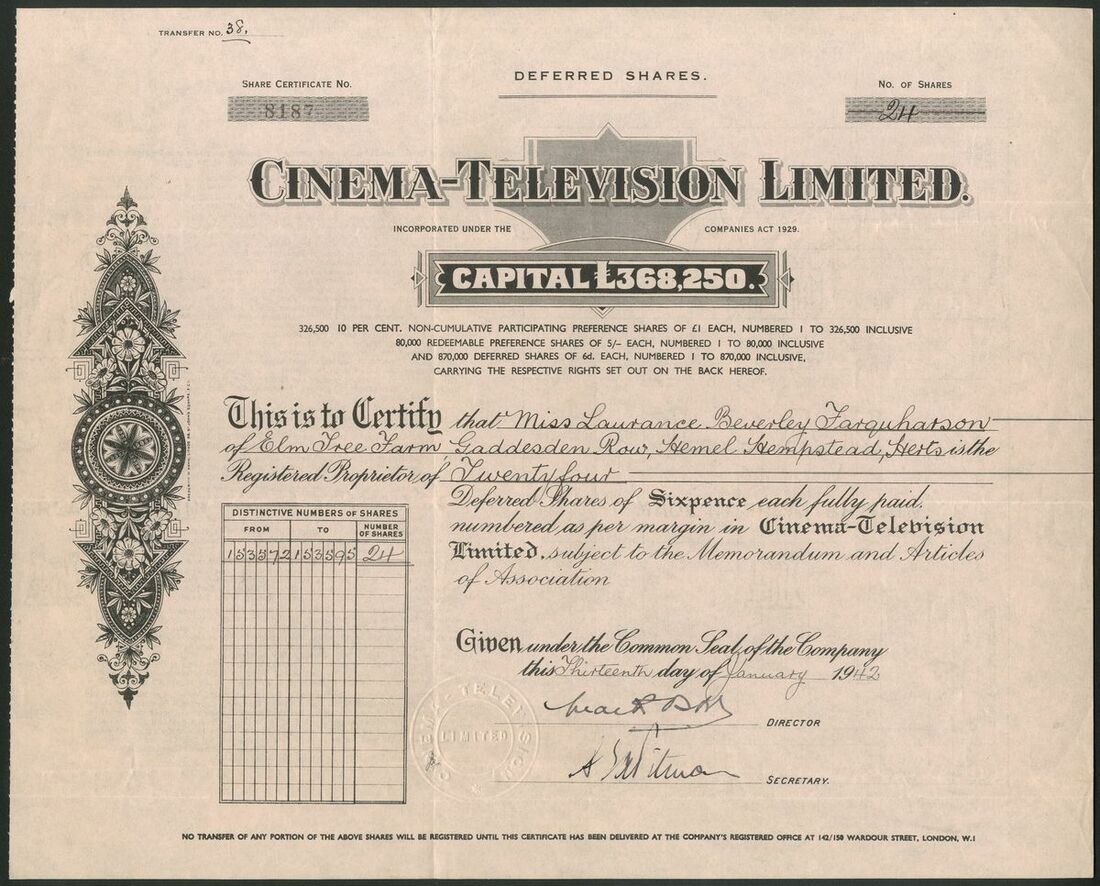 TRANSFER NO. 38.
DEFERRED SHARES.
SHARE CERTIFICATE NO.
8187
NO. OF SHARES
24
CINEMA-TELEVISION LIMITED.
INCORPORATED UNDER THE COMPANIES ACT 1929.
CAPITAL £368,250.
326,500 10 PER CENT. NON-CUMULATIVE PARTICIPATING PREFERENCE SHARES OF £1 EACH, NUMBERED 1 TO 326,500 INCLUSIVE
80,000 REDEEMABLE PREFERENCE SHARES OF 5/- EACH, NUMBERED 1 TO 80,000 INCLUSIVE
AND 870,000 DEFERRED SHARES OF 6d. EACH, NUMBERED 1 TO 870,000 INCLUSIVE,
CARRYING THE RESPECTIVE RIGHTS SET OUT ON THE BACK HEREOF.
This is to Certify that Miss Laurance Beverley Farquharson
of Elm Tree Farm, Gaddesden Row, Hemel Hempstead, Herts is the
Registered Proprietor of Twenty four
Deferred Shares of Sixpence each fully paid.
numbered as per margin in Cinema-Television
Limited, subject to the Memorandum and Articles
of Association
DISTINCTIVE NUMBERS OF SHARES
FROM TO NUMBER OF SHARES
153572 153595 24
Given under the Common Seal of the Company
this Thirteenth day of January 1942
DIRECTOR
SECRETARY.
CINEMA-TELEVISION
LIMITED
NO TRANSFER OF ANY PORTION OF THE ABOVE SHARES WILL BE REGISTERED UNTIL THIS CERTIFICATE HAS BEEN DELIVERED AT THE COMPANY'S REGISTERED OFFICE AT 142/150 WARDOUR STREET, LONDON, W.1